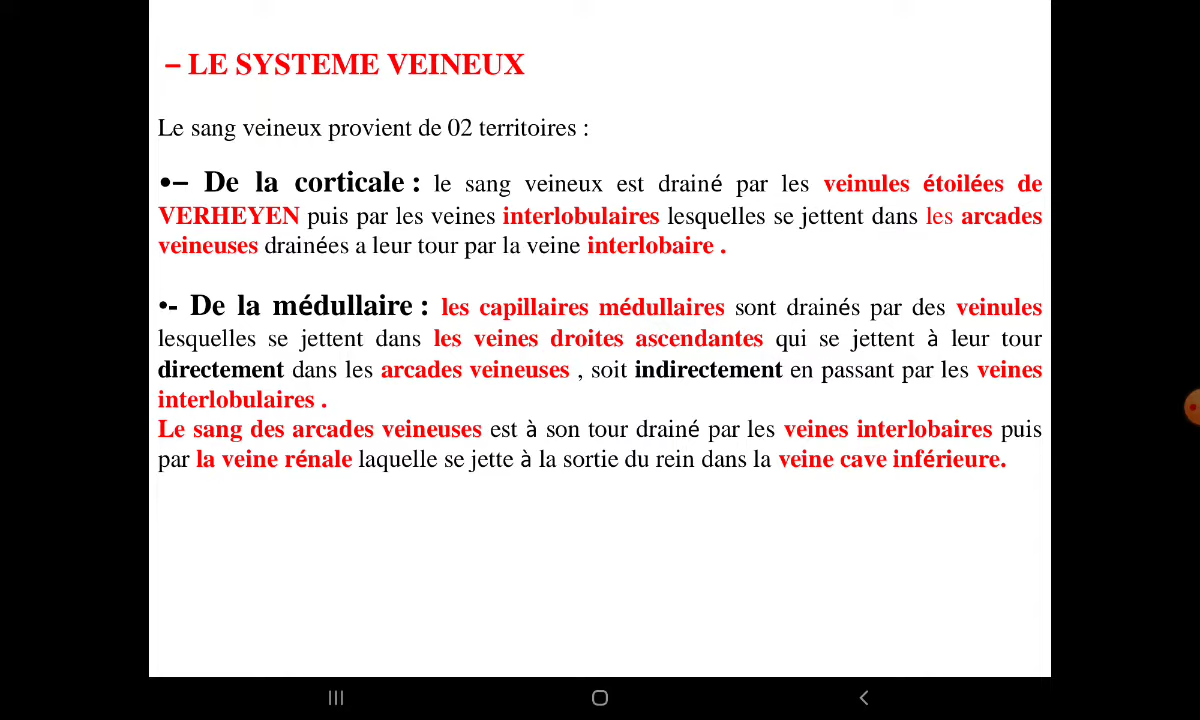 – LE SYSTEME VEINEUX
Le sang veineux provient de 02 territoires :
•– De la corticale : le sang veineux est drainé par les veinules étoilées de
VERHEYEN puis par les veines interlobulaires lesquelles se jettent dans les arcades
veineuses drainées a leur tour par la veine interlobaire .
•- De la médullaire : les capillaires médullaires sont drainés par des veinules
lesquelles se jettent dans les veines droites ascendantes qui se jettent à leur tour
directement dans les arcades veineuses , soit indirectement en passant par les veines
interlobulaires .
Le sang des arcades veineuses est à son tour drainé par les veines interlobaires puis
par la veine rénale laquelle se jette à la sortie du rein dans la veine cave inférieure.